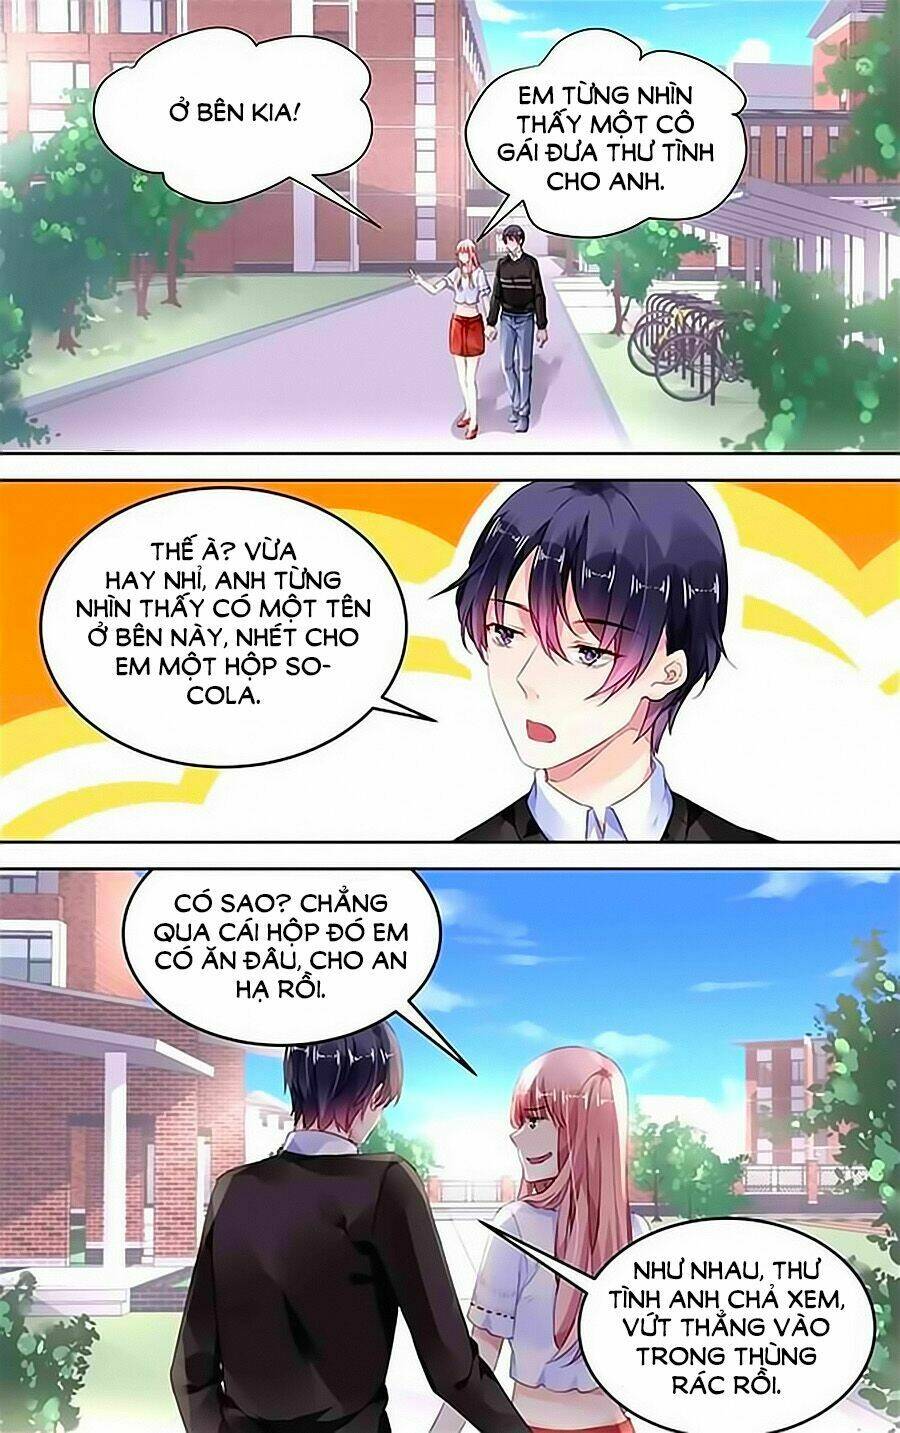 Ở BÊN KIA!
EM TỪNG NHÌN
THẤY MỘT CÔ
GÁI ĐƯA THƯ TÌNH
CHO ANH.
THẾ À? VỪA
HAY NHỈ, ANH TỪNG
NHÌN THẤY CÓ MỘT TÊN
Ở BÊN NÀY, NHÉT CHO
EM MỘT HỘP SO-
COLA.
CÓ SAO? CHẲNG
QUA CÁI HỘP ĐÓ EM
CÓ ĂN ĐÂU, CHO AN
HẠ RỒI.
NHƯ NHAU, THƯ
TÌNH ANH CHẢ XEM,
VỨT THẲNG VÀO
TRONG THÙNG
RÁC RỒI.